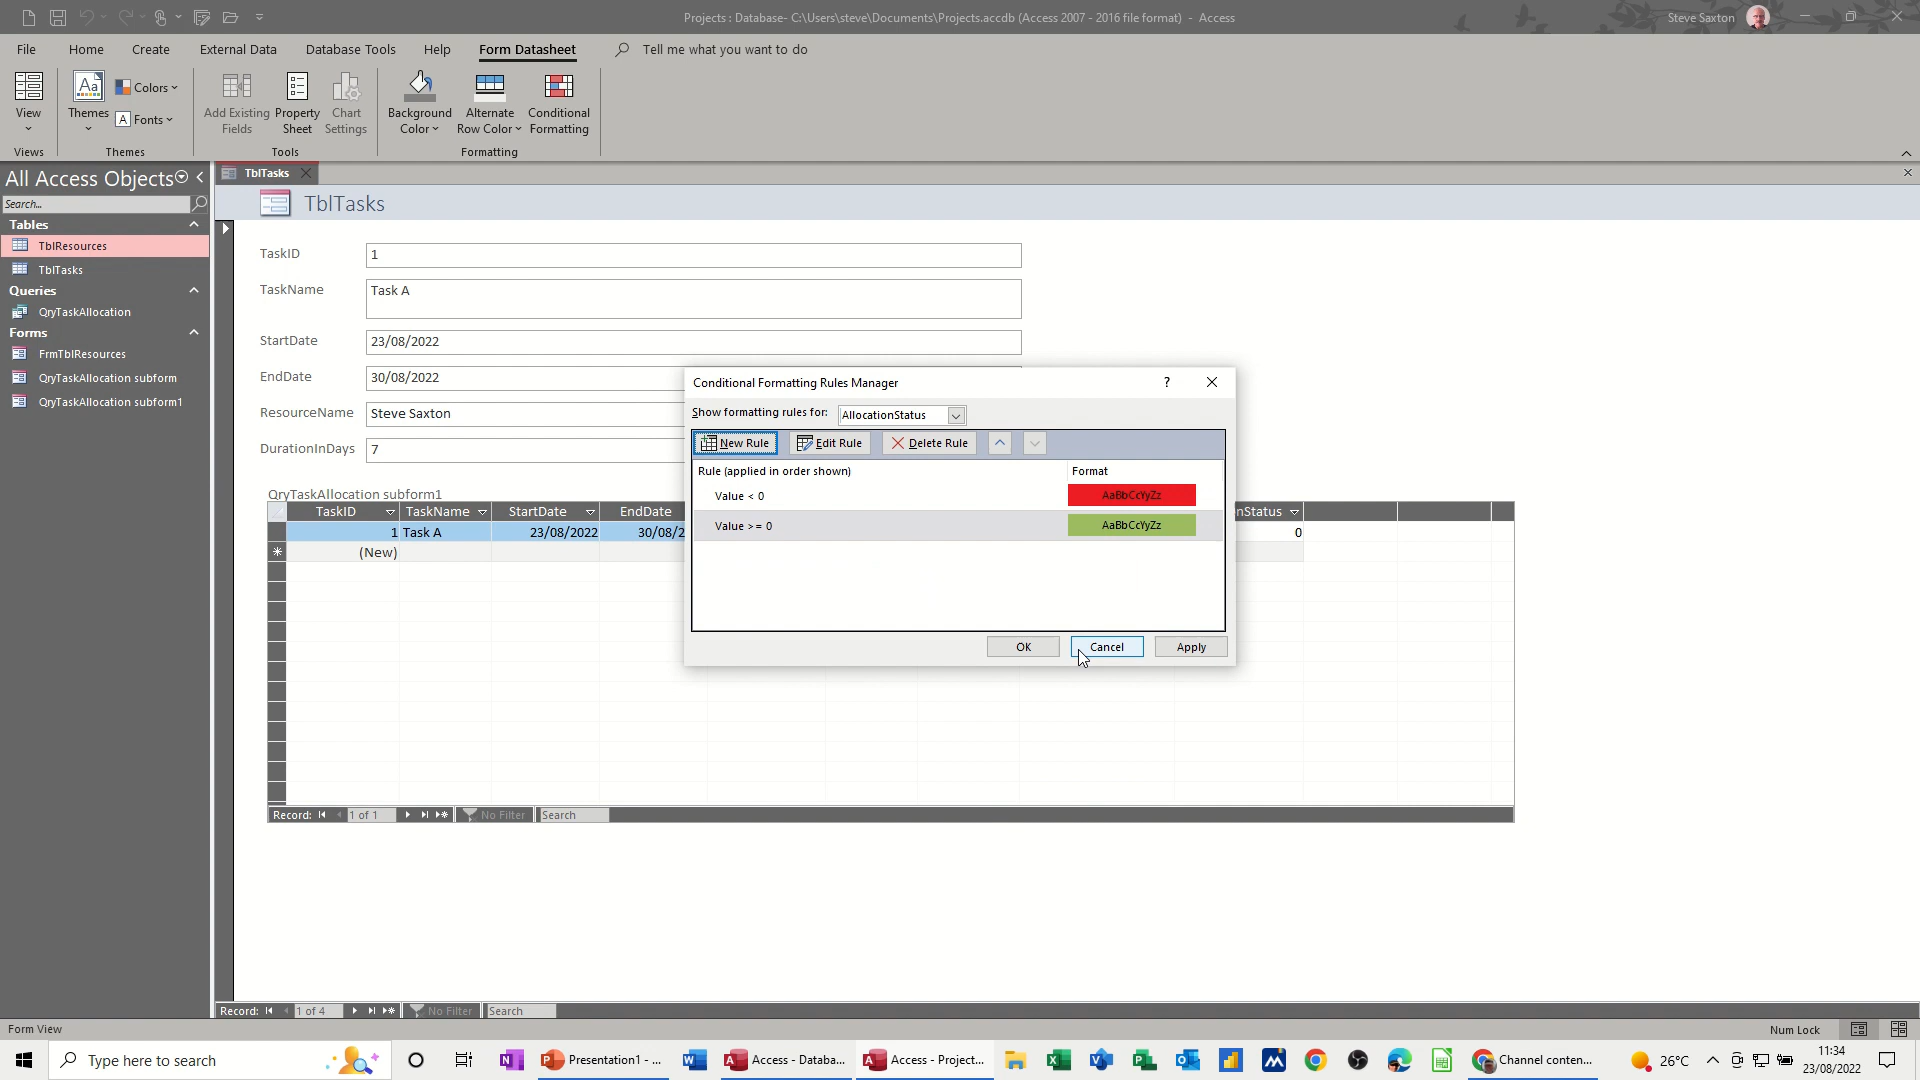 Projects : Database- C:\Users\steve\Documents\Projects.accdb (Access 2007 - 2016 file format) - Access
Steve Saxton
File Home Create External Data Database Tools Help Form Datasheet Tell me what you want to do
View
Views
Aa
Themes
Colors
A Fonts
Themes
Add Existing Fields
Property Sheet
Chart Settings
Tools
Background Color
Alternate Row Color
Conditional Formatting
Formatting
All Access Objects
Search...
Tables
TblResources
TblTasks
Queries
QryTaskAllocation
Forms
FrmTblResources
QryTaskAllocation subform
QryTaskAllocation subform1
TblTasks
TblTasks
TaskID 1
TaskName Task A
StartDate 23/08/2022
EndDate 30/08/2022
ResourceName Steve Saxton
DurationInDays 7
QryTaskAllocation subform1
TaskID TaskName StartDate EndDate nStatus
1 Task A 23/08/2022 30/08/2 0
(New)
Record: 1 of 1 No Filter Search
Conditional Formatting Rules Manager ?
Show formatting rules for: AllocationStatus
New Rule Edit Rule Delete Rule
Rule (applied in order shown) Format
Value < 0 AaBbCcYyZz
Value >= 0 AaBbCcYyZz
OK Cancel Apply
Record: 1 of 4 No Filter Search
Form View Num Lock
Type here to search
Presentation1 - ...
Access - Databa...
Access - Project...
Channel conten...
26°C
11:34
23/08/2022